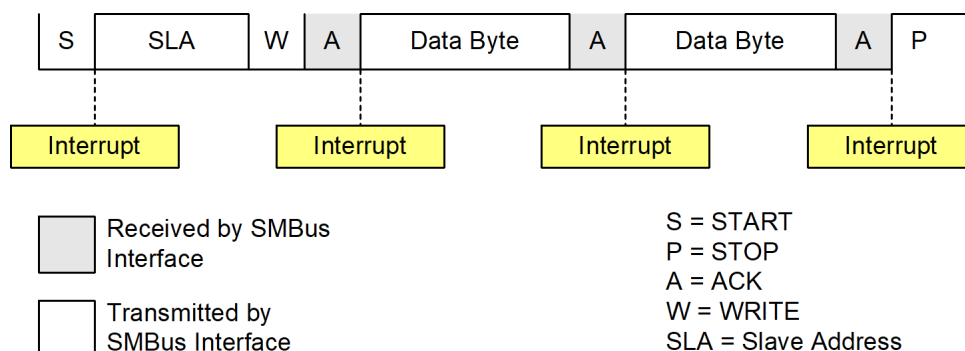 S SLA W A Data Byte A Data Byte A P
Interrupt Interrupt Interrupt Interrupt
Received by SMBus
Interface
Transmitted by
SMBus Interface
S = START
P = STOP
A = ACK
W = WRITE
SLA = Slave Address